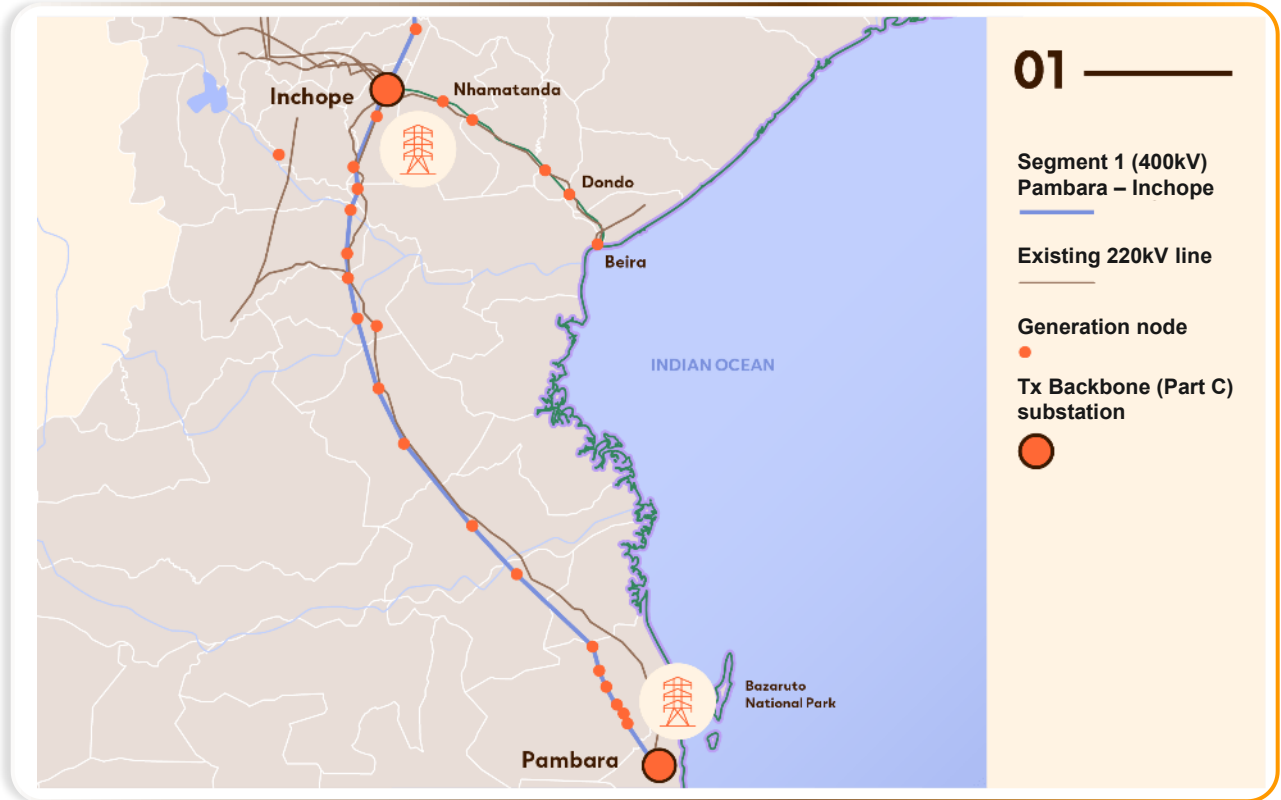 Inchope
Nhamatanda
Dondo
Beira
INDIAN OCEAN
Bazaruto
National Park
Pambara
01
Segment 1 (400kV)
Pambara – Inchope
Existing 220kV line
Generation node
Tx Backbone (Part C)
substation